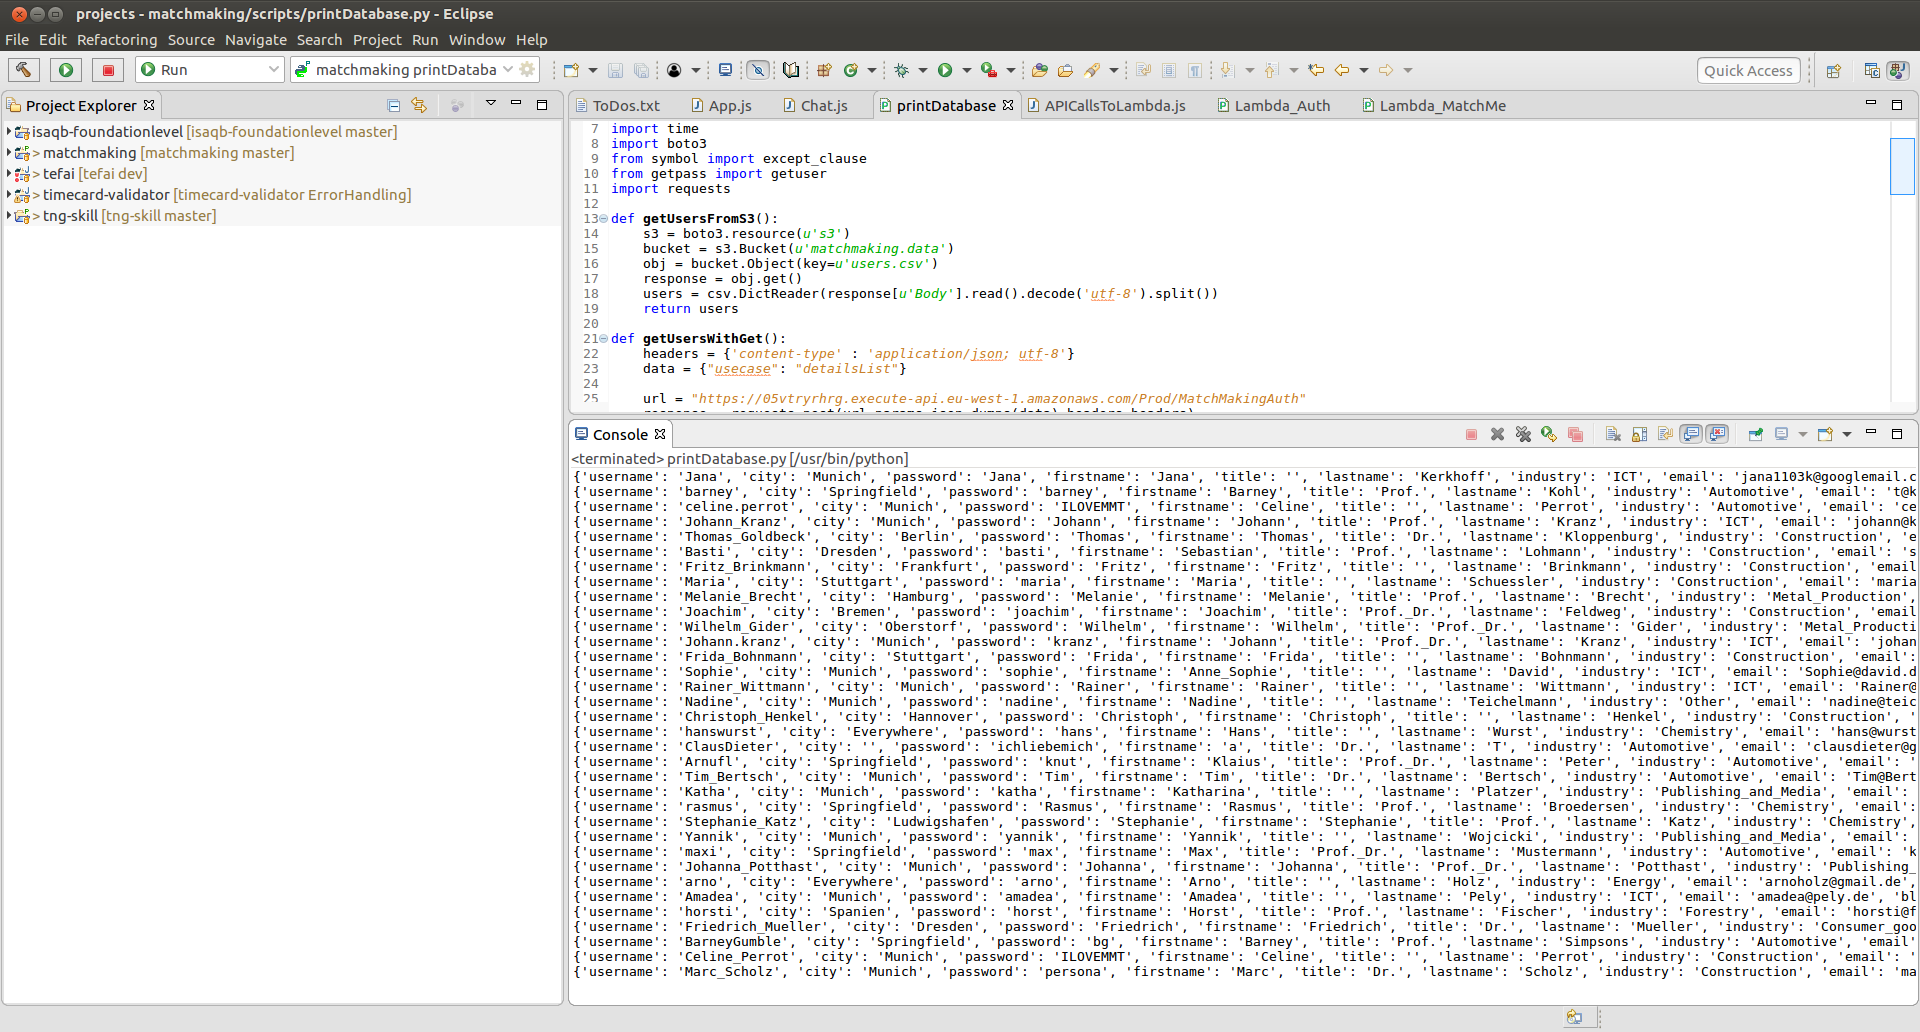 projects - matchmaking/scripts/printDatabase.py - Eclipse
File Edit Refactoring Source Navigate Search Project Run Window Help
Run
matchmaking printDataba
Quick Access
Project Explorer
isaqb-foundationlevel [isaqb-foundationlevel master]
> matchmaking [matchmaking master]
> tefai [tefai dev]
> timecard-validator [timecard-validator ErrorHandling]
> tng-skill [tng-skill master]
ToDos.txt App.js Chat.js printDatabase APICallsToLambda.js Lambda_Auth Lambda_MatchMe
7 import time
8 import boto3
9 from symbol import except_clause
10 from getpass import getuser
11 import requests
12
13 def getUsersFromS3():
14 s3 = boto3.resource(u's3')
15 bucket = s3.Bucket(u'matchmaking.data')
16 obj = bucket.Object(key=u'users.csv')
17 response = obj.get()
18 users = csv.DictReader(response[u'Body'].read().decode('utf-8').split())
19 return users
20
21 def getUsersWithGet():
22 headers = {'content-type' : 'application/json; utf-8'}
23 data = {"usecase": "detailsList"}
24
25 url = "https://05vtryrhrg.execute-api.eu-west-1.amazonaws.com/Prod/MatchMakingAuth"
Console
<terminated> printDatabase.py [/usr/bin/python]
{'username': 'Jana', 'city': 'Munich', 'password': 'Jana', 'firstname': 'Jana', 'title': '', 'lastname': 'Kerkhoff', 'industry': 'ICT', 'email': 'jana1103k@googlemail.c
{'username': 'barney', 'city': 'Springfield', 'password': 'barney', 'firstname': 'Barney', 'title': 'Prof.', 'lastname': 'Kohl', 'industry': 'Automotive', 'email': 't@k
{'username': 'celine.perrot', 'city': 'Munich', 'password': 'ILOVEMMT', 'firstname': 'Celine', 'title': '', 'lastname': 'Perrot', 'industry': 'Automotive', 'email': 'ce
{'username': 'Johann_Kranz', 'city': 'Munich', 'password': 'Johann', 'firstname': 'Johann', 'title': 'Prof.', 'lastname': 'Kranz', 'industry': 'ICT', 'email': 'johann@k
{'username': 'Thomas_Goldbeck', 'city': 'Berlin', 'password': 'Thomas', 'firstname': 'Thomas', 'title': 'Dr.', 'lastname': 'Kloppenburg', 'industry': 'Construction', 'e
{'username': 'Basti', 'city': 'Dresden', 'password': 'basti', 'firstname': 'Sebastian', 'title': 'Prof.', 'lastname': 'Lohmann', 'industry': 'Construction', 'email': 's
{'username': 'Fritz_Brinkmann', 'city': 'Frankfurt', 'password': 'Fritz', 'firstname': 'Fritz', 'title': '', 'lastname': 'Brinkmann', 'industry': 'Construction', 'email
{'username': 'Maria', 'city': 'Stuttgart', 'password': 'maria', 'firstname': 'Maria', 'title': '', 'lastname': 'Schuessler', 'industry': 'Construction', 'email': 'maria
{'username': 'Melanie_Brecht', 'city': 'Hamburg', 'password': 'Melanie', 'firstname': 'Melanie', 'title': 'Prof.', 'lastname': 'Brecht', 'industry': 'Metal_Production',
{'username': 'Joachim', 'city': 'Bremen', 'password': 'joachim', 'firstname': 'Joachim', 'title': 'Prof._Dr.', 'lastname': 'Feldweg', 'industry': 'Construction', 'email
{'username': 'Wilhelm_Gider', 'city': 'Oberstorf', 'password': 'Wilhelm', 'firstname': 'Wilhelm', 'title': 'Prof._Dr.', 'lastname': 'Gider', 'industry': 'Metal_Producti
{'username': 'Johann.kranz', 'city': 'Munich', 'password': 'kranz', 'firstname': 'Johann', 'title': 'Prof._Dr.', 'lastname': 'Kranz', 'industry': 'ICT', 'email': 'johan
{'username': 'Frida_Bohnmann', 'city': 'Stuttgart', 'password': 'Frida', 'firstname': 'Frida', 'title': '', 'lastname': 'Bohnmann', 'industry': 'Construction', 'email':
{'username': 'Sophie', 'city': 'Munich', 'password': 'sophie', 'firstname': 'Anne_Sophie', 'title': '', 'lastname': 'David', 'industry': 'ICT', 'email': 'Sophie@david.d
{'username': 'Rainer_Wittmann', 'city': 'Munich', 'password': 'Rainer', 'firstname': 'Rainer', 'title': '', 'lastname': 'Wittmann', 'industry': 'ICT', 'email': 'Rainer@
{'username': 'Nadine', 'city': 'Munich', 'password': 'nadine', 'firstname': 'Nadine', 'title': '', 'lastname': 'Teichelmann', 'industry': 'Other', 'email': 'nadine@teic
{'username': 'Christoph_Henkel', 'city': 'Hannover', 'password': 'Christoph', 'firstname': 'Christoph', 'title': '', 'lastname': 'Henkel', 'industry': 'Construction', '
{'username': 'hanswurst', 'city': 'Everywhere', 'password': 'hans', 'firstname': 'Hans', 'title': '', 'lastname': 'Wurst', 'industry': 'Chemistry', 'email': 'hans@wurst
{'username': 'ClausDieter', 'city': '', 'password': 'ichliebemich', 'firstname': 'a', 'title': 'Dr.', 'lastname': 'T', 'industry': 'Automotive', 'email': 'clausdieter@g
{'username': 'Arnufl', 'city': 'Springfield', 'password': 'knut', 'firstname': 'Klaius', 'title': 'Prof._Dr.', 'lastname': 'Peter', 'industry': 'Automotive', 'email': '
{'username': 'Tim_Bertsch', 'city': 'Munich', 'password': 'Tim', 'firstname': 'Tim', 'title': 'Dr.', 'lastname': 'Bertsch', 'industry': 'Automotive', 'email': 'Tim@Bert
{'username': 'Katha', 'city': 'Munich', 'password': 'katha', 'firstname': 'Katharina', 'title': '', 'lastname': 'Platzer', 'industry': 'Publishing_and_Media', 'email':
{'username': 'rasmus', 'city': 'Springfield', 'password': 'Rasmus', 'firstname': 'Rasmus', 'title': 'Prof.', 'lastname': 'Broedersen', 'industry': 'Chemistry', 'email':
{'username': 'Stephanie_Katz', 'city': 'Ludwigshafen', 'password': 'Stephanie', 'firstname': 'Stephanie', 'title': 'Prof.', 'lastname': 'Katz', 'industry': 'Chemistry',
{'username': 'Yannik', 'city': 'Munich', 'password': 'yannik', 'firstname': 'Yannik', 'title': '', 'lastname': 'Wojcicki', 'industry': 'Publishing_and_Media', 'email':
{'username': 'maxi', 'city': 'Springfield', 'password': 'max', 'firstname': 'Max', 'title': 'Prof._Dr.', 'lastname': 'Mustermann', 'industry': 'Automotive', 'email': 'k
{'username': 'Johanna_Potthast', 'city': 'Munich', 'password': 'Johanna', 'firstname': 'Johanna', 'title': 'Prof._Dr.', 'lastname': 'Potthast', 'industry': 'Publishing_
{'username': 'arno', 'city': 'Everywhere', 'password': 'arno', 'firstname': 'Arno', 'title': '', 'lastname': 'Holz', 'industry': 'Energy', 'email': 'arnoholz@gmail.de',
{'username': 'Amadea', 'city': 'Munich', 'password': 'amadea', 'firstname': 'Amadea', 'title': '', 'lastname': 'Pely', 'industry': 'ICT', 'email': 'amadea@pely.de', 'bl
{'username': 'horsti', 'city': 'Spanien', 'password': 'horst', 'firstname': 'Horst', 'title': 'Prof.', 'lastname': 'Fischer', 'industry': 'Forestry', 'email': 'horsti@f
{'username': 'Friedrich_Mueller', 'city': 'Dresden', 'password': 'Friedrich', 'firstname': 'Friedrich', 'title': 'Dr.', 'lastname': 'Mueller', 'industry': 'Consumer_goo
{'username': 'BarneyGumble', 'city': 'Springfield', 'password': 'bg', 'firstname': 'Barney', 'title': 'Prof.', 'lastname': 'Simpsons', 'industry': 'Automotive', 'email'
{'username': 'Celine_Perrot', 'city': 'Munich', 'password': 'ILOVEMMT', 'firstname': 'Celine', 'title': '', 'lastname': 'Perrot', 'industry': 'Construction', 'email': '
{'username': 'Marc_Scholz', 'city': 'Munich', 'password': 'persona', 'firstname': 'Marc', 'title': 'Dr.', 'lastname': 'Scholz', 'industry': 'Construction', 'email': 'ma